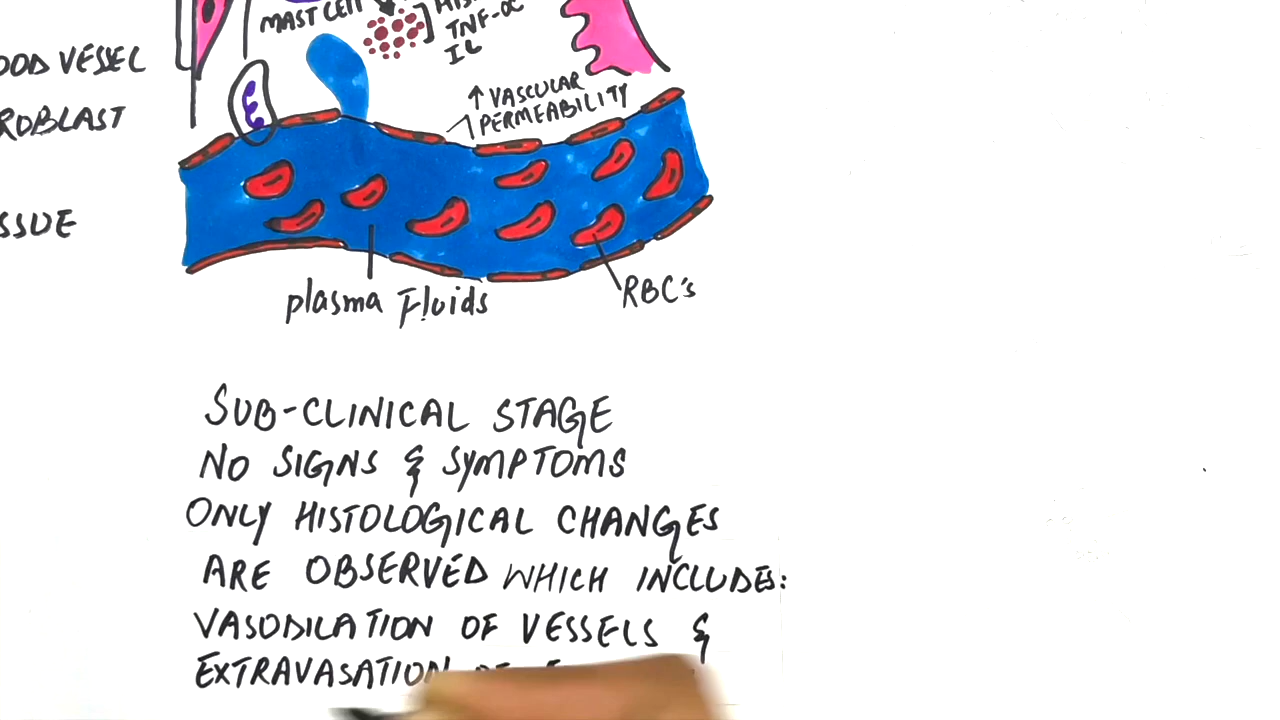 MAST CELL
TNF-α
IL
OOD VESSEL
ROBLAST
SSUE
↑ VASCULAR
PERMEABILITY
plasma Fluids
RBC's
SUB-CLINICAL STAGE
NO SIGNS & SYMPTOMS
ONLY HISTOLOGICAL CHANGES
ARE OBSERVED WHICH INCLUDES:
VASODILATION OF VESSELS &
EXTRAVASATION